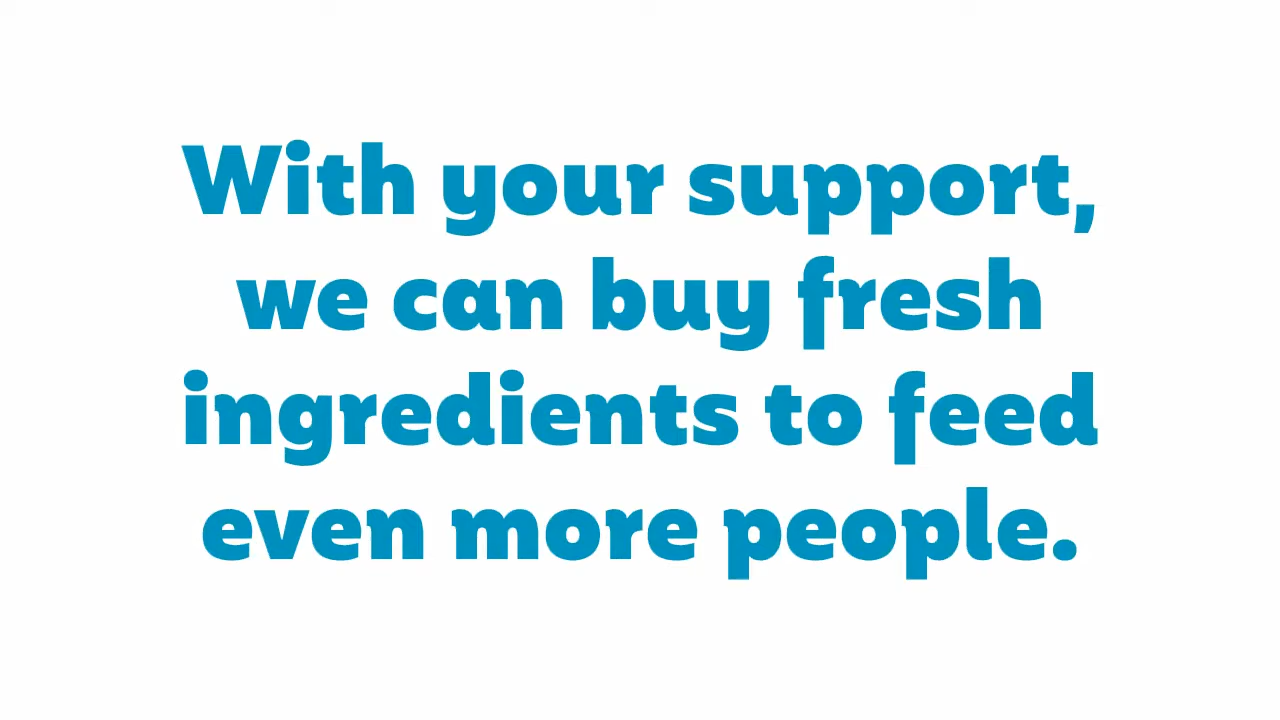 With your support,
we can buy fresh
ingredients to feed
even more people.